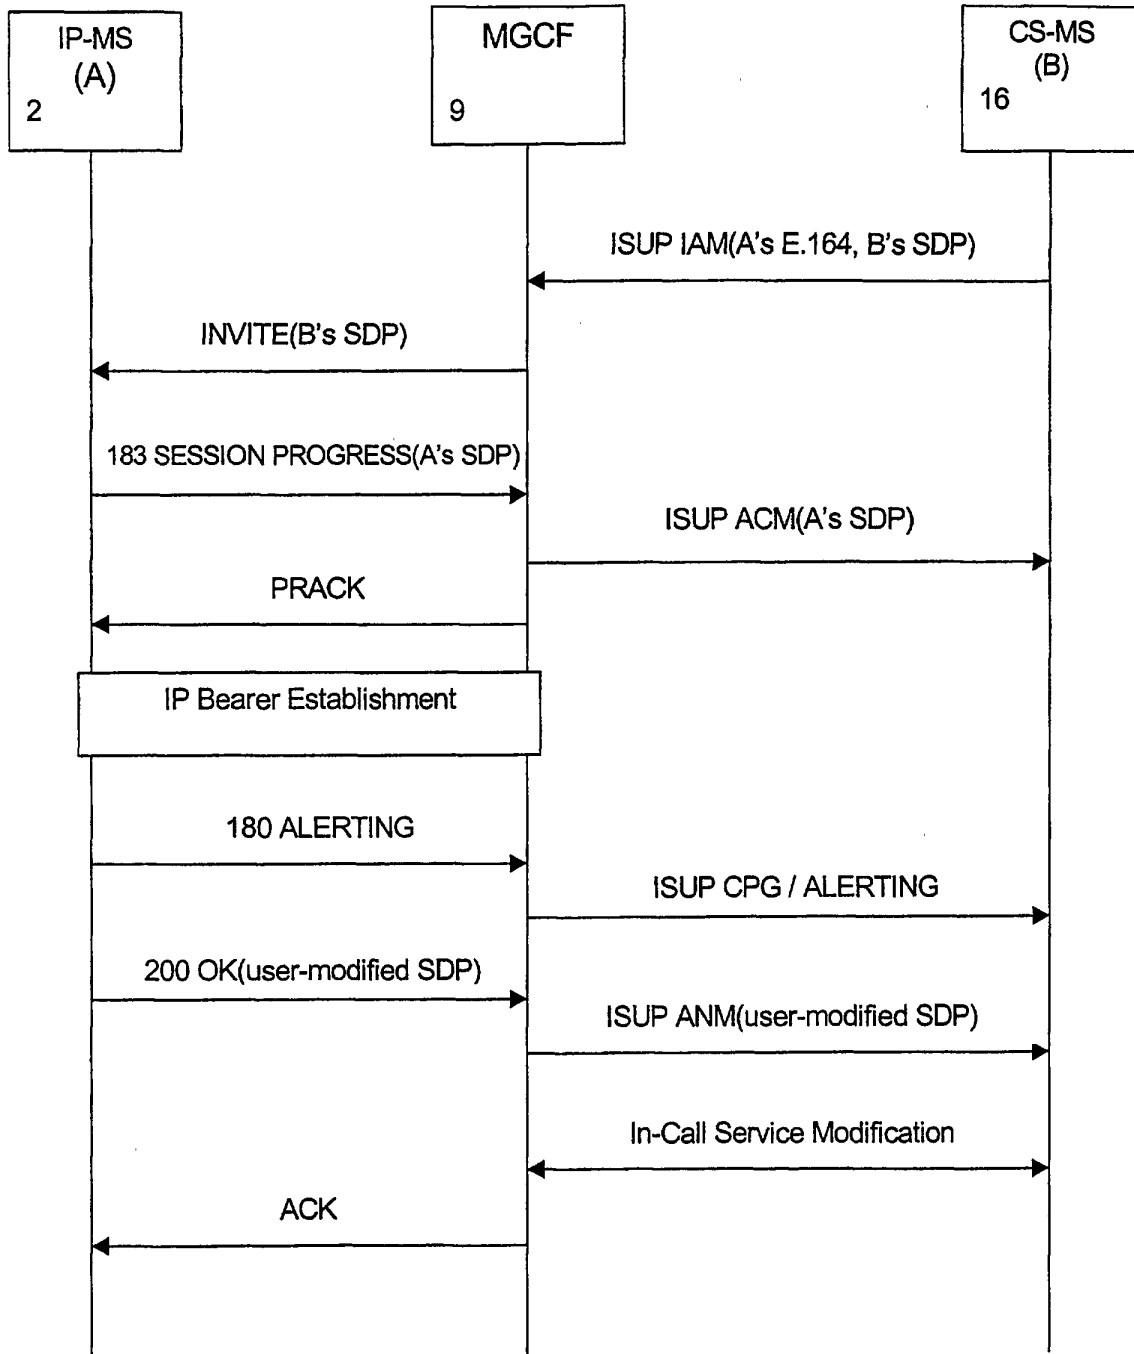 IP-MS
(A)
2
MGCF
9
CS-MS
(B)
16
ISUP IAM(A's E.164, B's SDP)
INVITE(B's SDP)
183 SESSION PROGRESS(A's SDP)
ISUP ACM(A's SDP)
PRACK
IP Bearer Establishment
180 ALERTING
ISUP CPG / ALERTING
200 OK(user-modified SDP)
ISUP ANM(user-modified SDP)
In-Call Service Modification
ACK